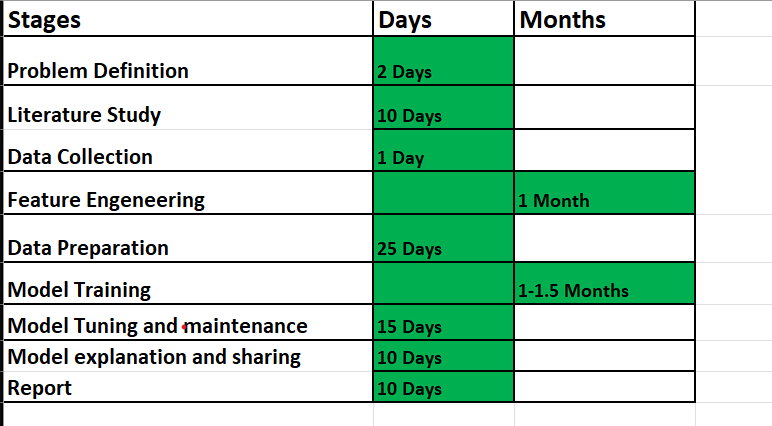 Stages Days Months
Problem Definition 2 Days
Literature Study 10 Days
Data Collection 1 Day
Feature Engeneering 1 Month
Data Preparation 25 Days
Model Training 1-1.5 Months
Model Tuning and maintenance 15 Days
Model explanation and sharing 10 Days
Report 10 Days